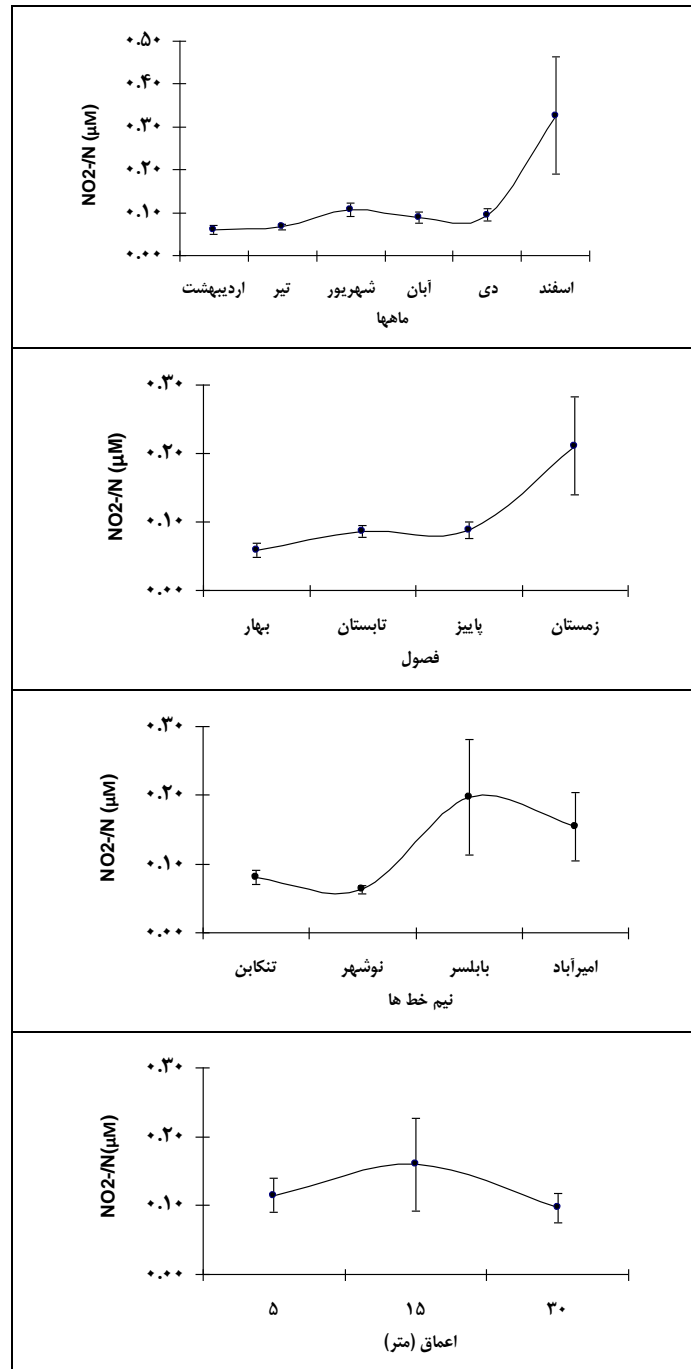 NO2-/N (µM)
۰.۵۰
۰.۴۰
۰.۳۰
۰.۲۰
۰.۱۰
۰.۰۰
اردیبهشت تیر شهریور آبان دی اسفند
ماهها
NO2-/N (µM)
۰.۳۰
۰.۲۰
۰.۱۰
۰.۰۰
بهار تابستان پاییز زمستان
فصول
NO2-/N (µM)
۰.۳۰
۰.۲۰
۰.۱۰
۰.۰۰
تنکابن نوشهر بابلسر امیرآباد
نیم خط ها
NO2-/N(µM)
۰.۳۰
۰.۲۰
۰.۱۰
۰.۰۰
۵ ۱۵ ۳۰
اعماق (متر)